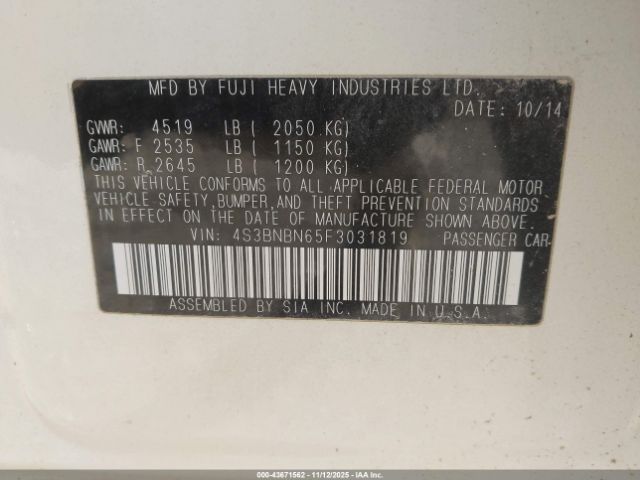 MFD BY FUJI HEAVY INDUSTRIES LTD.
DATE: 10/14
GVWR: 4519 LB ( 2050 KG)
GAWR: F 2535 LB ( 1150 KG)
GAWR: R 2645 LB ( 1200 KG)
THIS VEHICLE CONFORMS TO ALL APPLICABLE FEDERAL MOTOR
VEHICLE SAFETY, BUMPER, AND THEFT PREVENTION STANDARDS
IN EFFECT ON THE DATE OF MANUFACTURE SHOWN ABOVE.
VIN: 4S3BNBN65F3031819 PASSENGER CAR
ASSEMBLED BY SIA INC. MADE IN U.S.A.
000-43671562 - 11/12/2025 - IAAI.COM